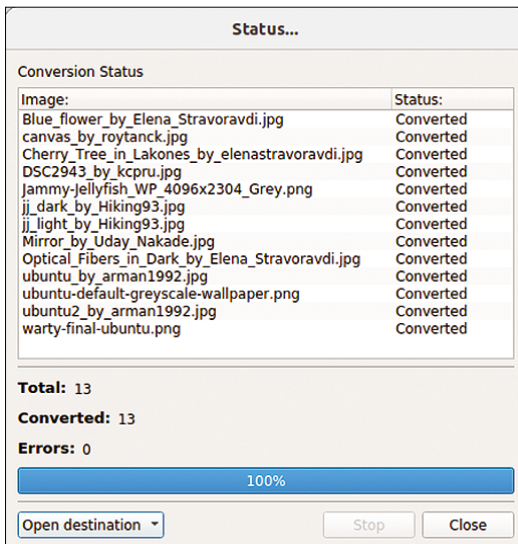 Status...
Conversion Status
Image: Status:
Blue_flower_by_Elena_Stravoravdi.jpg Converted
canvas_by_roytanck.jpg Converted
Cherry_Tree_in_Lakones_by_elenastravoravdi.jpg Converted
DSC2943_by_kcpru.jpg Converted
Jammy-Jellyfish_WP_4096x2304_Grey.png Converted
jj_dark_by_Hiking93.jpg Converted
jj_light_by_Hiking93.jpg Converted
Mirror_by_Uday_Nakade.jpg Converted
Optical_Fibers_in_Dark_by_Elena_Stravoravdi.jpg Converted
ubuntu_by_arman1992.jpg Converted
ubuntu-default-greyscale-wallpaper.png Converted
ubuntu2_by_arman1992.jpg Converted
warty-final-ubuntu.png Converted
Total: 13
Converted: 13
Errors: 0
100%
Open destination Stop Close